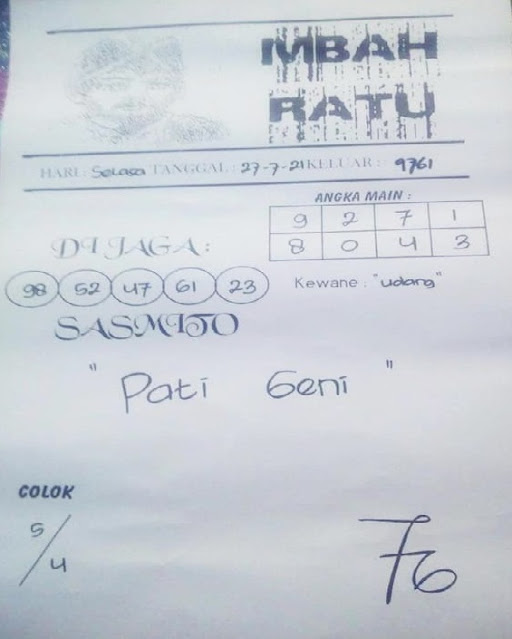 MBAH
RATU
HARI : Selasa TANGGAL : 27-7-21 KELUAR : 9761
ANGKA MAIN :
9 2 7 1
8 0 4 3
DI JAGA :
98 52 47 61 23
Kewane : "udang"
SASMITO
" Pati Geni "
COLOK
5/4
76